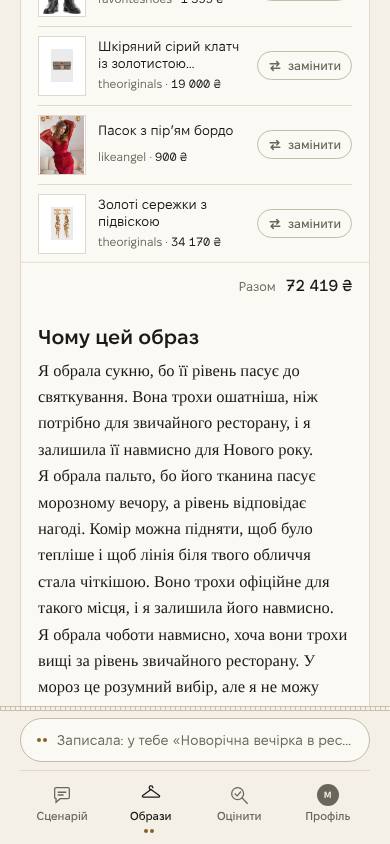 Шкіряний сірий клатч
із золотистою...
theoriginals · 19 000 ₴
замінити
Пасок з пір’ям бордо
likeangel · 900 ₴
замінити
Золоті сережки з
підвіскою
theoriginals · 34 170 ₴
замінити
Разом 72 419 ₴
Чому цей образ
Я обрала сукню, бо її рівень пасує до
святкування. Вона трохи ошатніша, ніж
потрібно для звичайного ресторану, і я
залишила її навмисно для Нового року.
Я обрала пальто, бо його тканина пасує
морозному вечору, а рівень відповідає
нагоді. Комір можна підняти, щоб було
тепліше і щоб лінія біля твого обличчя
стала чіткішою. Воно трохи офіційне для
такого місця, і я залишила його навмисно.
Я обрала чоботи навмисно, хоча вони трохи
вищі за рівень звичайного ресторану. У
мороз це розумний вибір, але я не можу
Записала: у тебе «Новорічна вечірка в рес...
Сценарій
Образи
Оцінити
М
Профіль